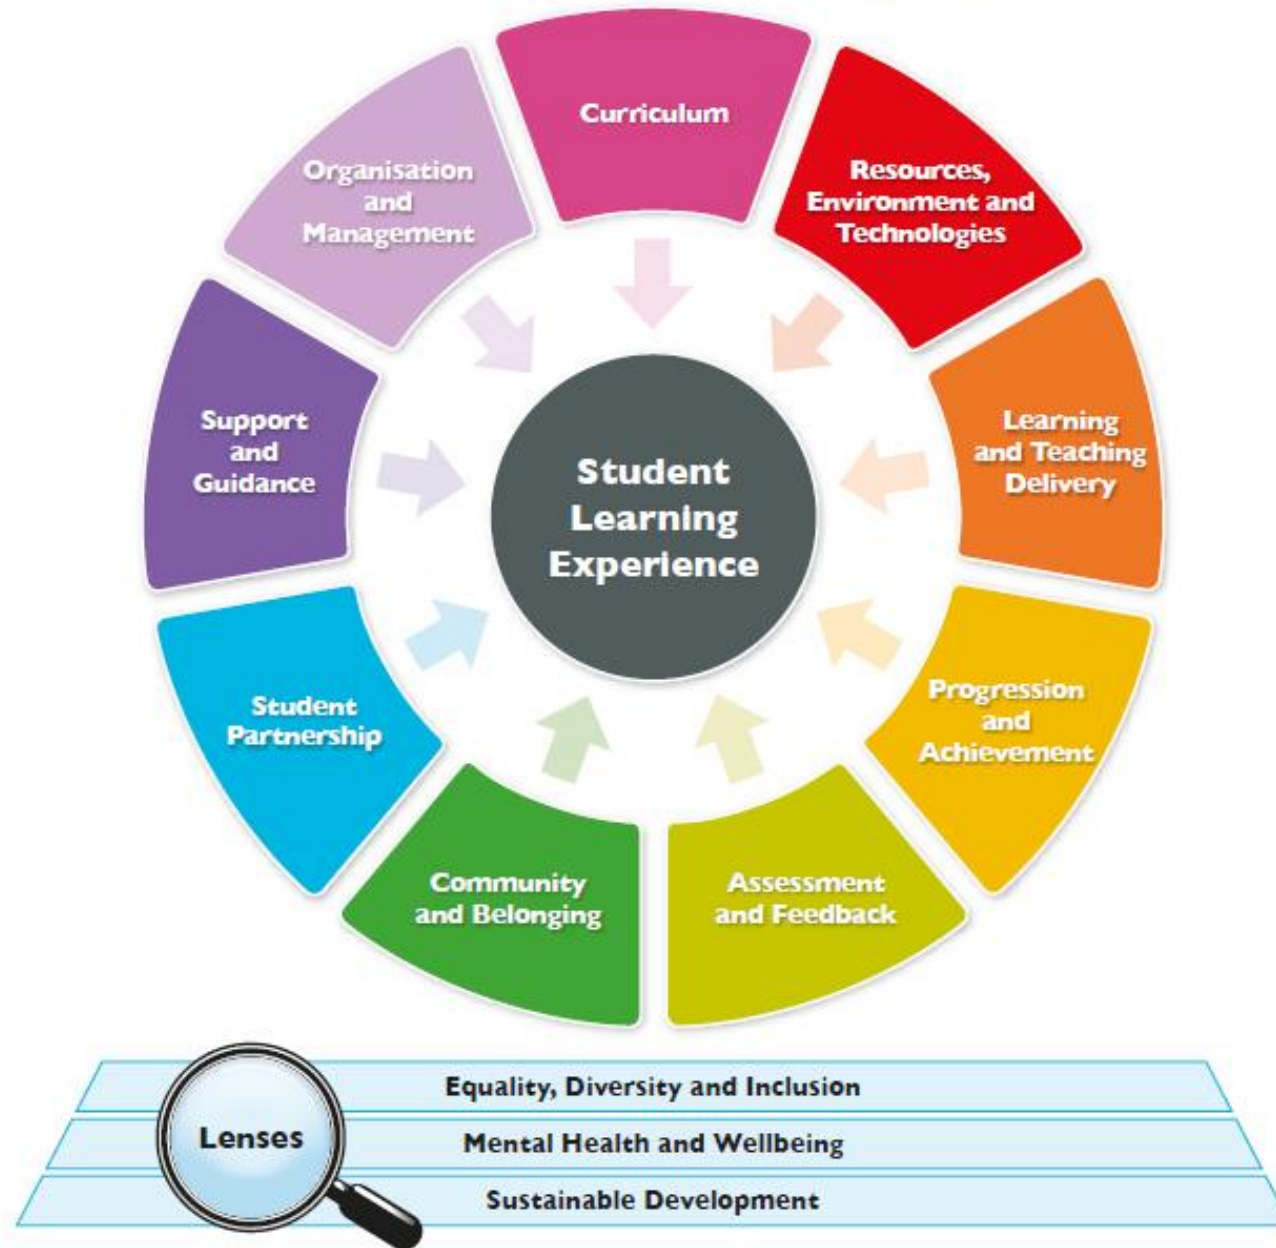 Curriculum
Resources,
Environment and
Technologies
Learning
and Teaching
Delivery
Progression
and
Achievement
Assessment
and Feedback
Community
and Belonging
Student
Partnership
Support
and
Guidance
Organisation
and
Management
Student
Learning
Experience
Lenses
Equality, Diversity and Inclusion
Mental Health and Wellbeing
Sustainable Development